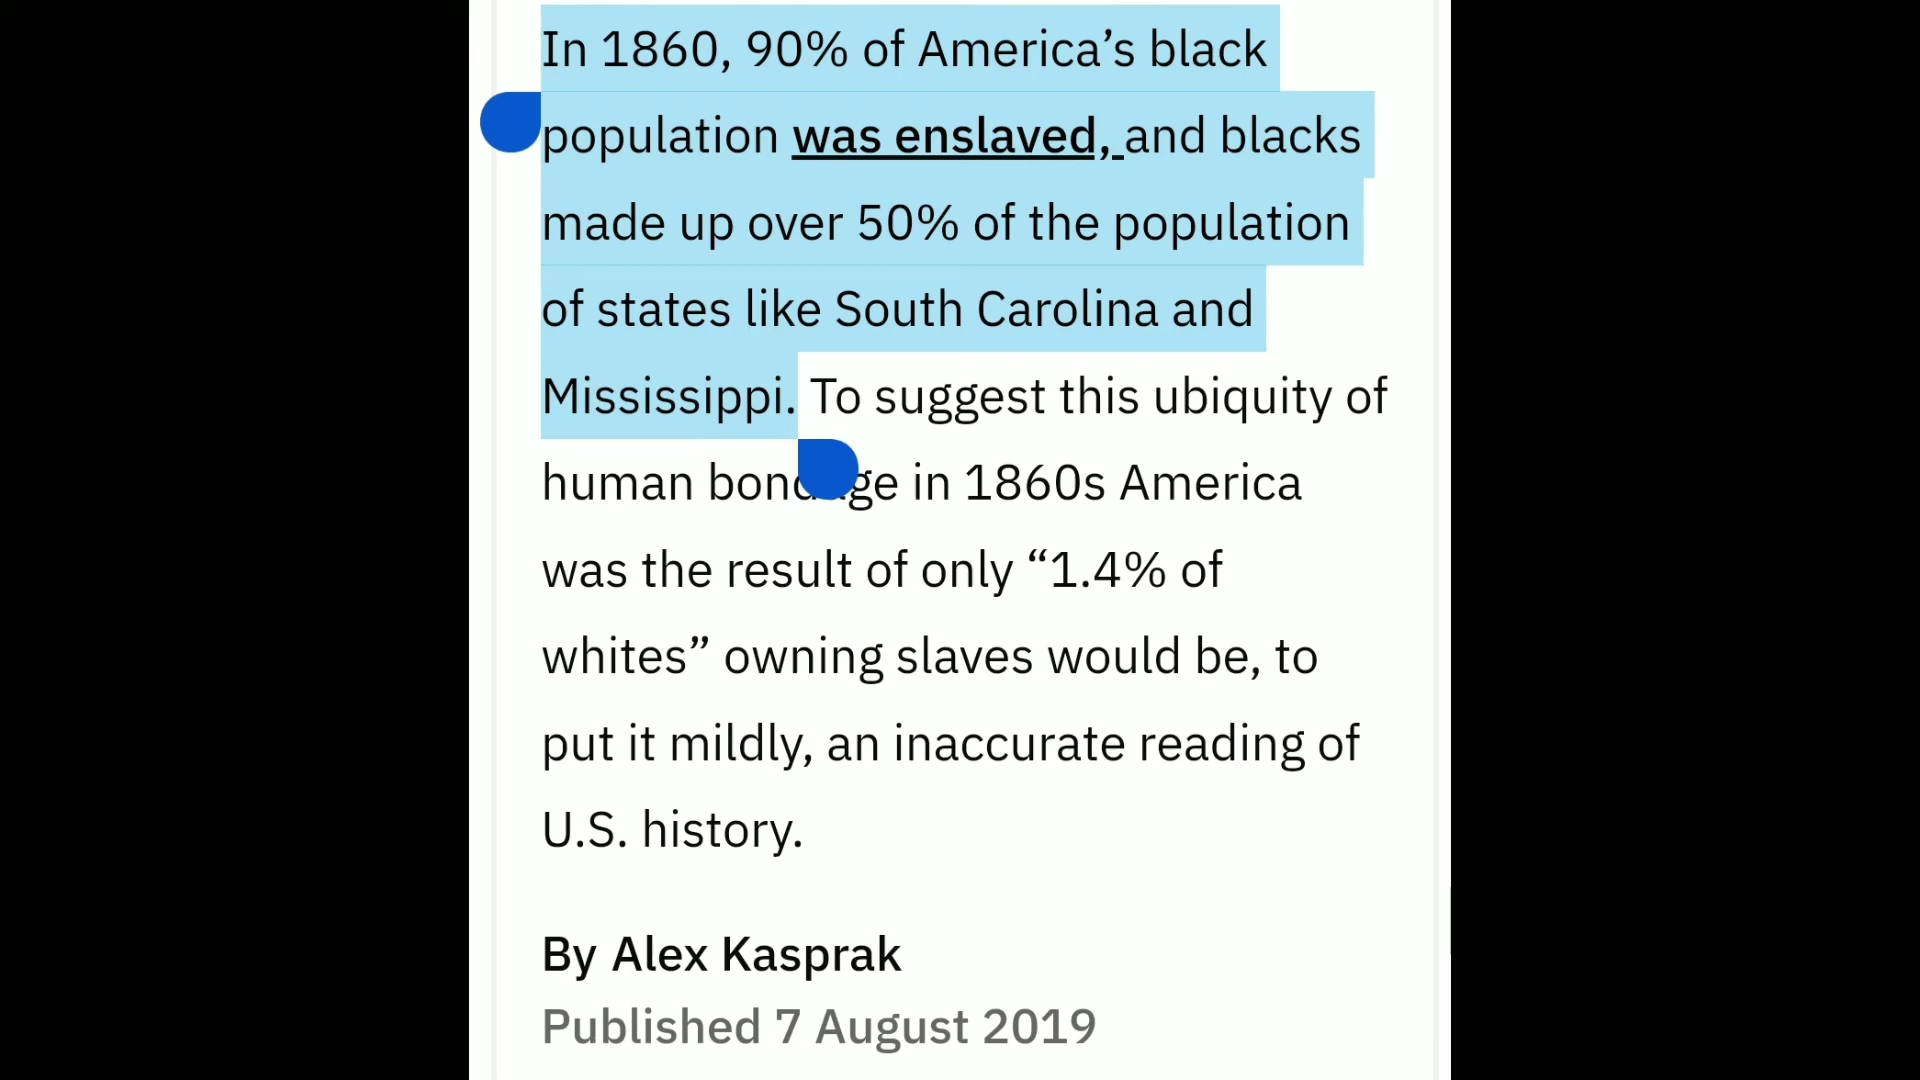 In 1860, 90% of America’s black
population was enslaved, and blacks
made up over 50% of the population
of states like South Carolina and
Mississippi. To suggest this ubiquity of
human bondage in 1860s America
was the result of only “1.4% of
whites” owning slaves would be, to
put it mildly, an inaccurate reading of
U.S. history.
By Alex Kasprak
Published 7 August 2019